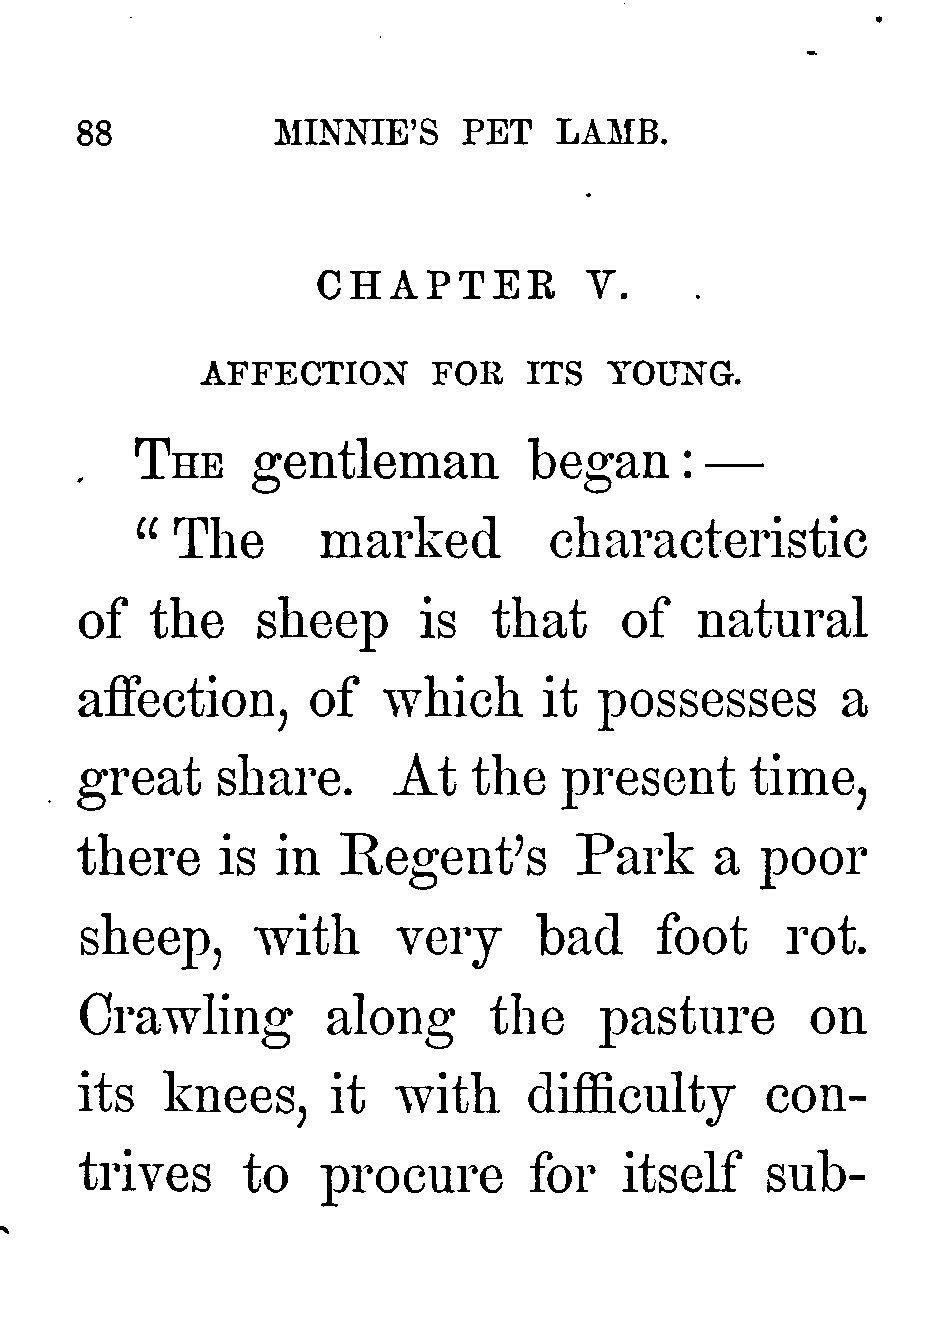 88 MINNIE'S PET LAMB.
CHAPTER V.
AFFECTION FOR ITS YOUNG.
THE gentleman began:—
"The marked characteristic
of the sheep is that of natural
affection, of which it possesses a
great share. At the present time,
there is in Regent's Park a poor
sheep, with very bad foot rot.
Crawling along the pasture on
its knees, it with difficulty con-
trives to procure for itself sub-